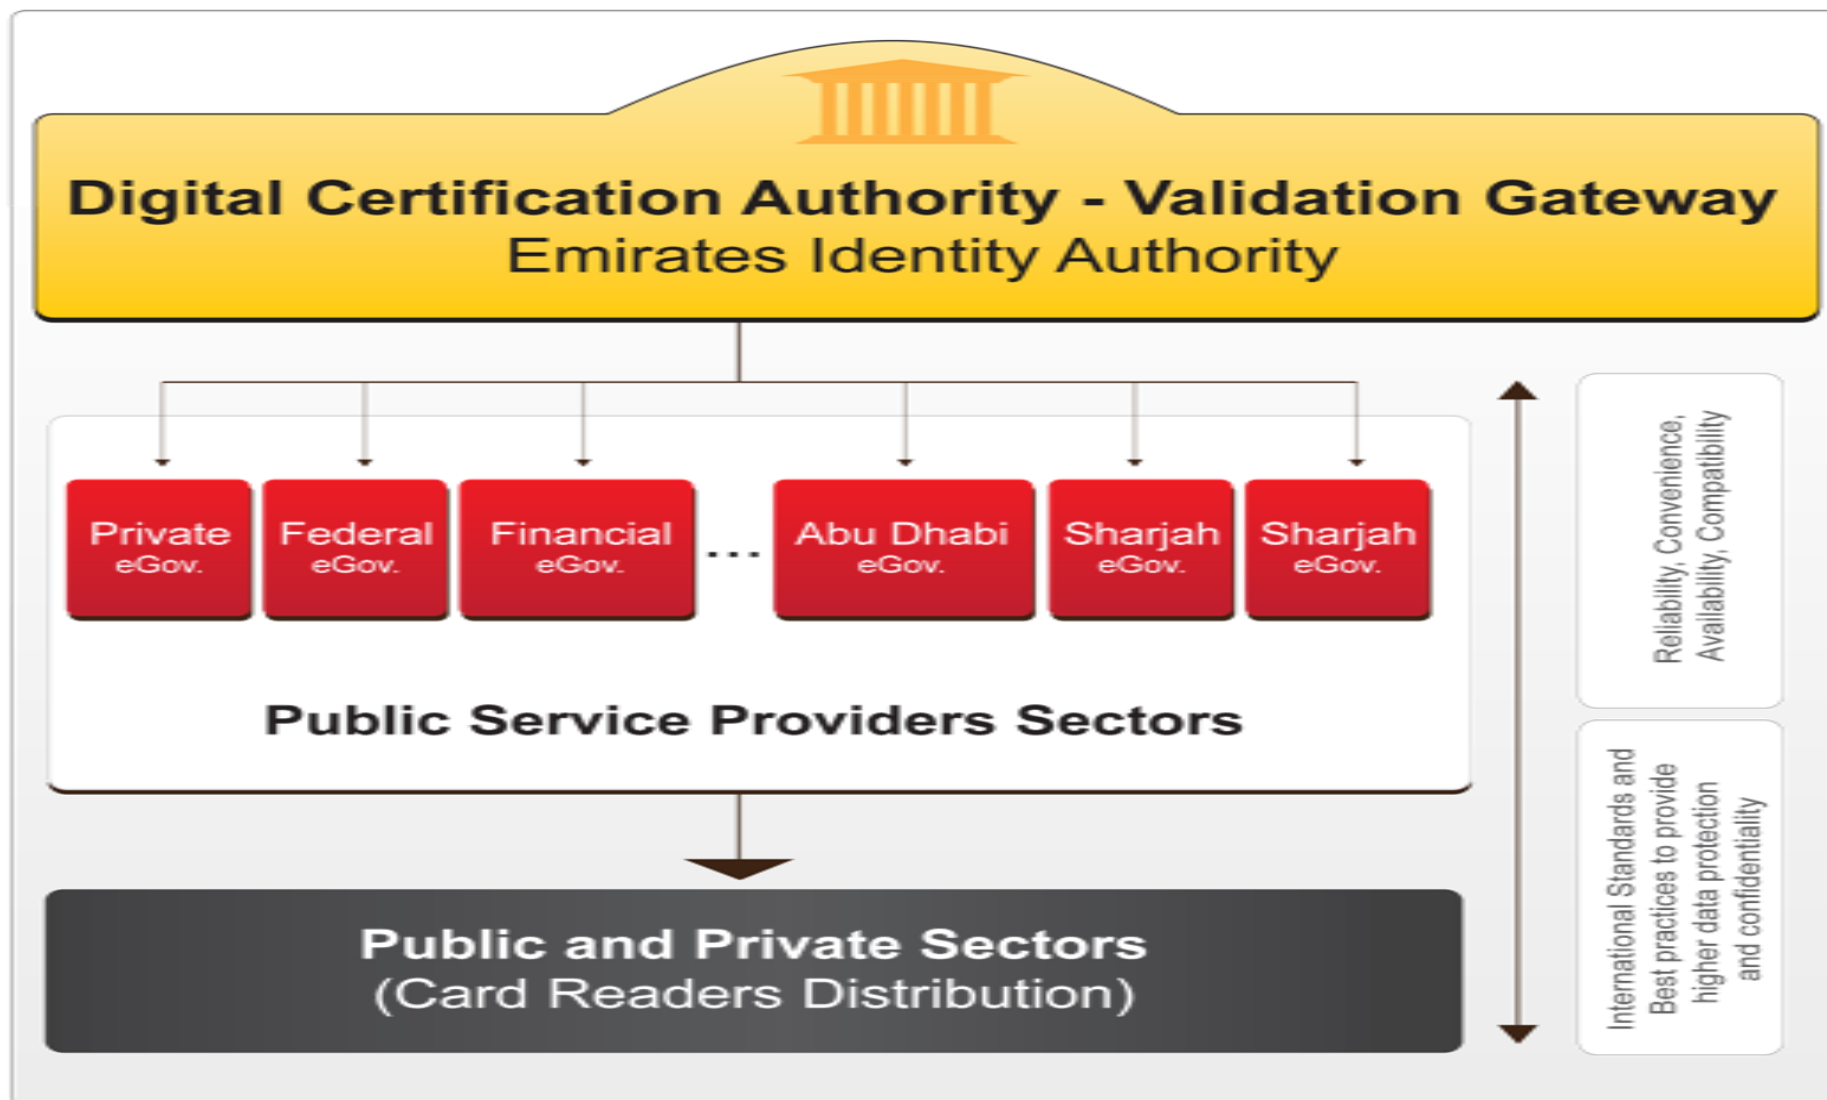 Digital Certification Authority - Validation Gateway
Emirates Identity Authority
Private
eGov.
Federal
eGov.
Financial
eGov.
...
Abu Dhabi
eGov.
Sharjah
eGov.
Sharjah
eGov.
Public Service Providers Sectors
Public and Private Sectors
(Card Readers Distribution)
Reliability, Convenience,
Availability, Compatibility
International Standards and
Best practices to provide
higher data protection
and confidentiality